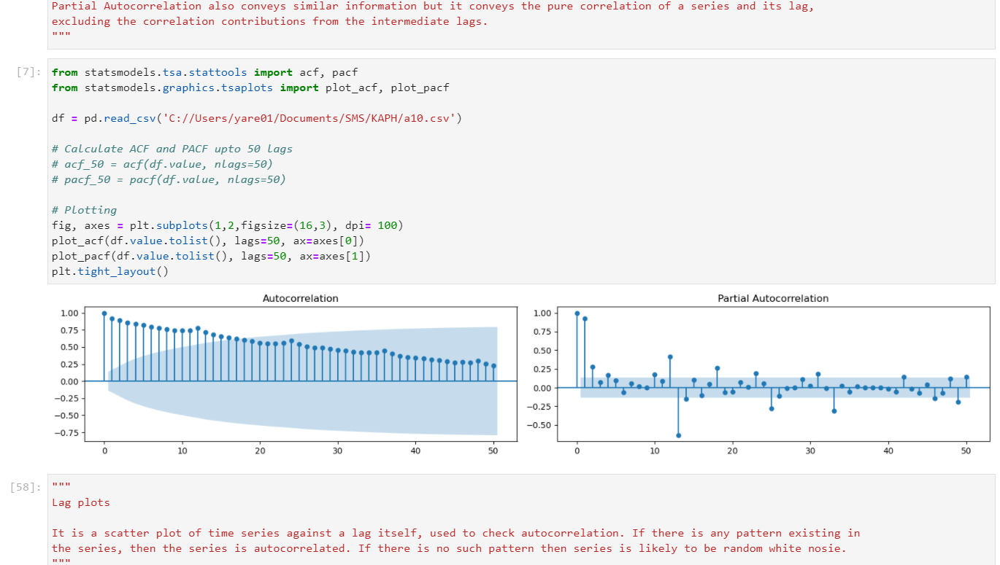 Partial Autocorrelation also conveys similar information but it conveys the pure correlation of a series and its lag,
excluding the correlation contributions from the intermediate lags.
"""
[7]:
from statsmodels.tsa.stattools import acf, pacf
from statsmodels.graphics.tsaplots import plot_acf, plot_pacf
df = pd.read_csv('C://Users/yare01/Documents/SMS/KAPH/a10.csv')
# Calculate ACF and PACF upto 50 lags
# acf_50 = acf(df.value, nlags=50)
# pacf_50 = pacf(df.value, nlags=50)
# Plotting
fig, axes = plt.subplots(1,2,figsize=(16,3), dpi= 100)
plot_acf(df.value.tolist(), lags=50, ax=axes[0])
plot_pacf(df.value.tolist(), lags=50, ax=axes[1])
plt.tight_layout()
Autocorrelation
1.00
0.75
0.50
0.25
0.00
−0.25
−0.50
−0.75
0 10 20 30 40 50
Partial Autocorrelation
1.00
0.75
0.50
0.25
0.00
−0.25
−0.50
0 10 20 30 40 50
[58]:
"""
Lag plots
It is a scatter plot of time series against a lag itself, used to check autocorrelation. If there is any pattern existing in
the series, then the series is autocorrelated. If there is no such pattern then series is likely to be random white nosie.
"""